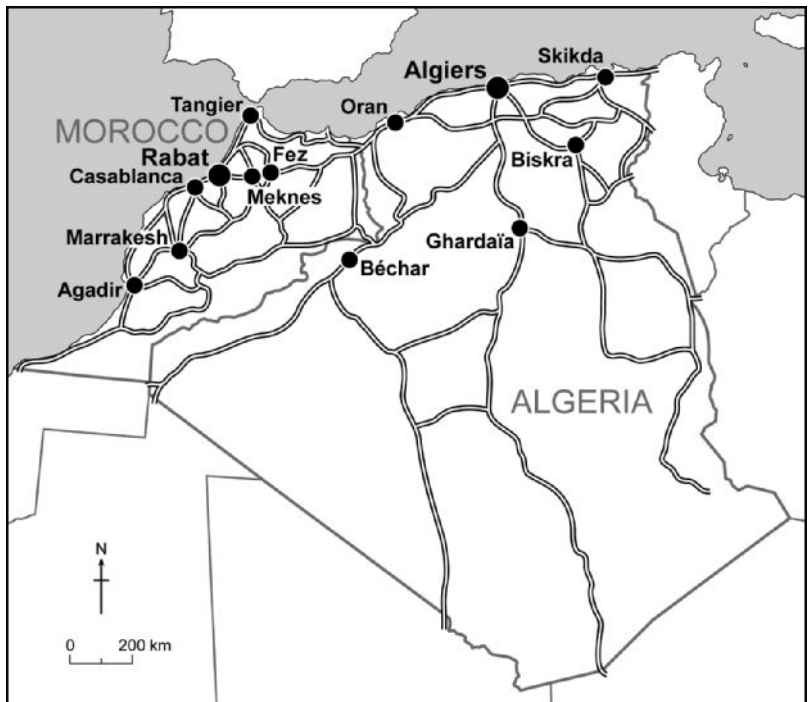 Skikda
Algiers
Tangier
Oran
MOROCCO
Rabat
Fez
Biskra
Casablanca
Meknes
Marrakesh
Ghardaïa
Béchar
Agadir
ALGERIA
N
0 200 km